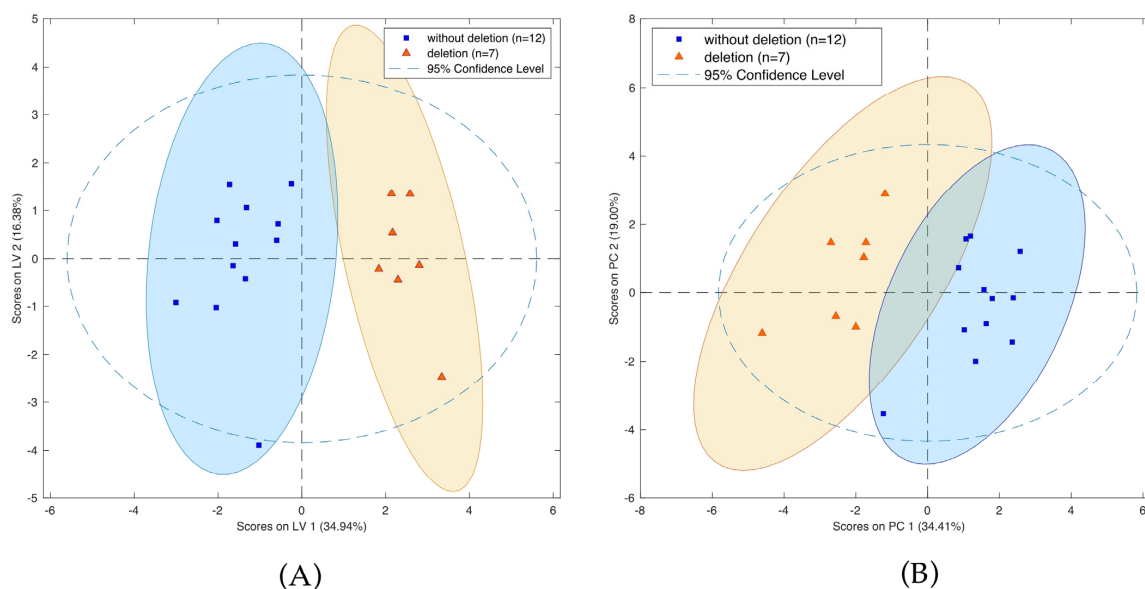 5
4
3
2
1
0
-1
-2
-3
-4
-5
-6
-4
-2
0
2
4
6
Scores on LV 2 (16.38%)
Scores on LV 1 (34.94%)
without deletion (n=12)
deletion (n=7)
95% Confidence Level
(A)
8
6
4
2
0
-2
-4
-6
-8
-6
-4
-2
0
2
4
6
Scores on PC 2 (19.00%)
Scores on PC 1 (34.41%)
without deletion (n=12)
deletion (n=7)
95% Confidence Level
(B)